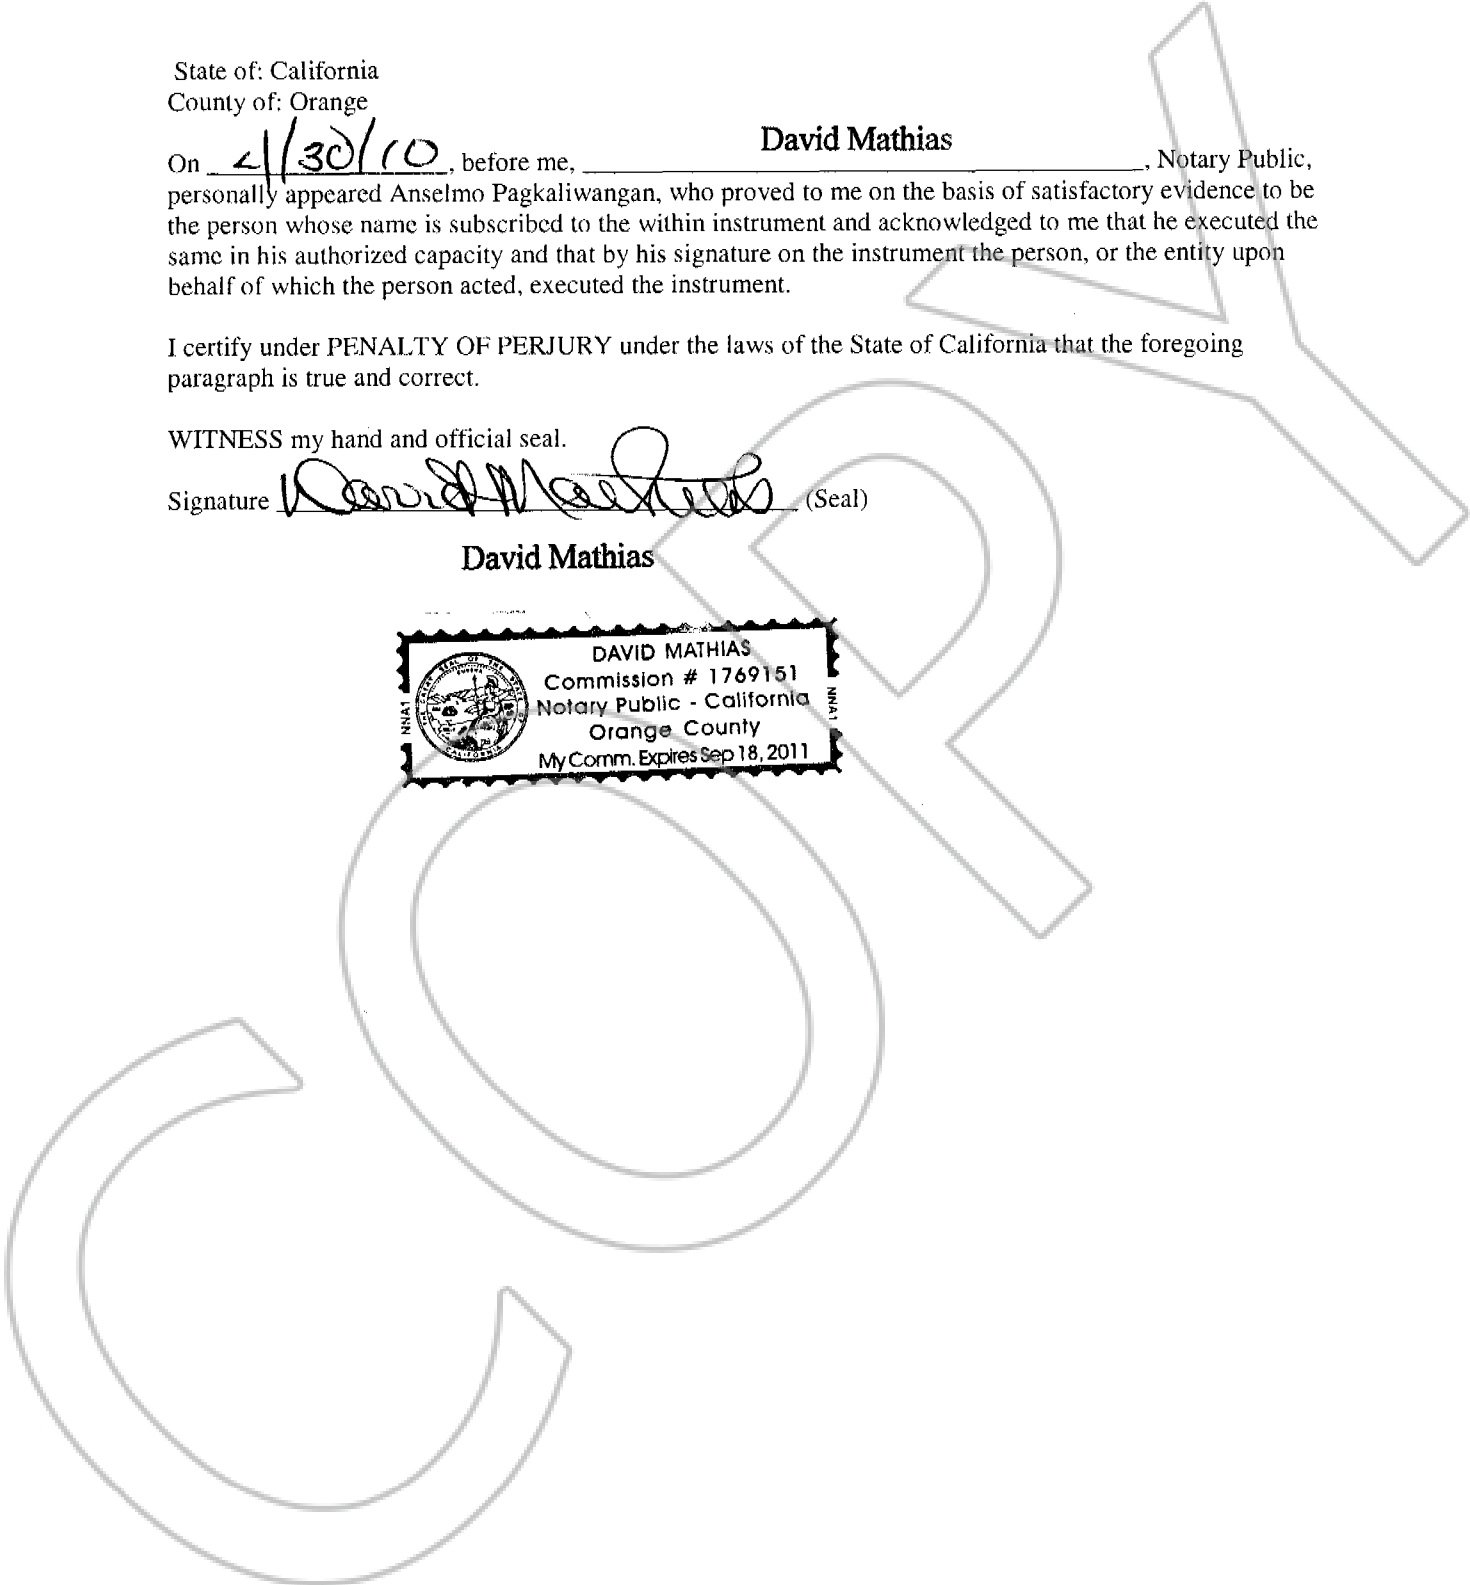 State of: California
County of: Orange
On 4/30/10, before me, David Mathias, Notary Public,
personally appeared Anselmo Pagkaliwangan, who proved to me on the basis of satisfactory evidence to be
the person whose name is subscribed to the within instrument and acknowledged to me that he executed the
same in his authorized capacity and that by his signature on the instrument the person, or the entity upon
behalf of which the person acted, executed the instrument.
I certify under PENALTY OF PERJURY under the laws of the State of California that the foregoing
paragraph is true and correct.
WITNESS my hand and official seal.
Signature David Mathias (Seal)
David Mathias
DAVID MATHIAS
Commission # 1769151
Notary Public - California
Orange County
My Comm. Expires Sep 18, 2011
NNA1
NNA1
COPY